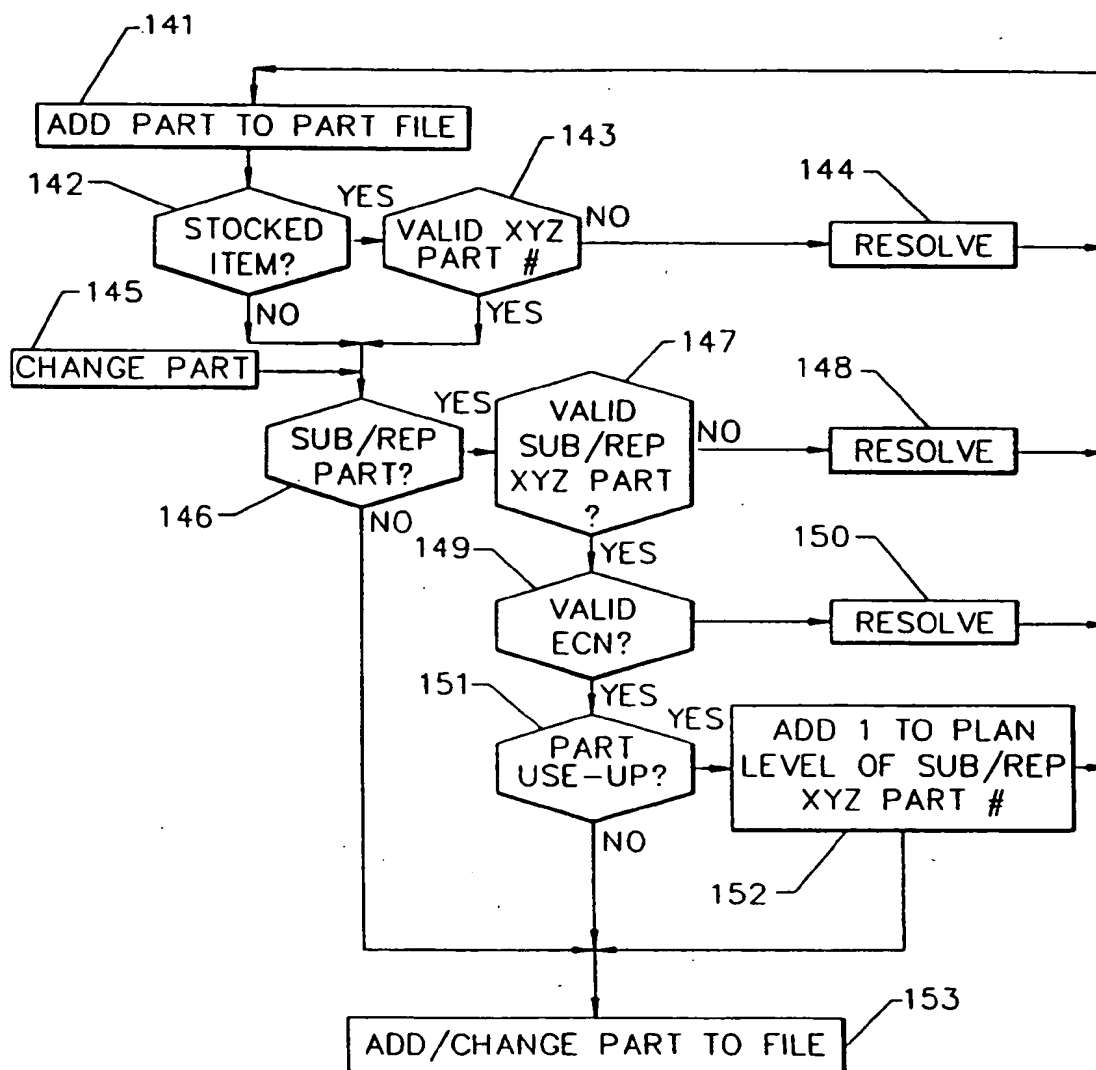 141
ADD PART TO PART FILE
143
142
YES
144
STOCKED
ITEM?
VALID XYZ
PART #
NO
RESOLVE
145
NO
YES
147
CHANGE PART
148
YES
SUB/REP
PART?
VALID
SUB/REP
XYZ PART
?
NO
RESOLVE
146
NO
149
YES
150
VALID
ECN?
RESOLVE
151
YES
YES
PART
USE-UP?
ADD 1 TO PLAN
LEVEL OF SUB/REP
XYZ PART #
NO
152
153
ADD/CHANGE PART TO FILE